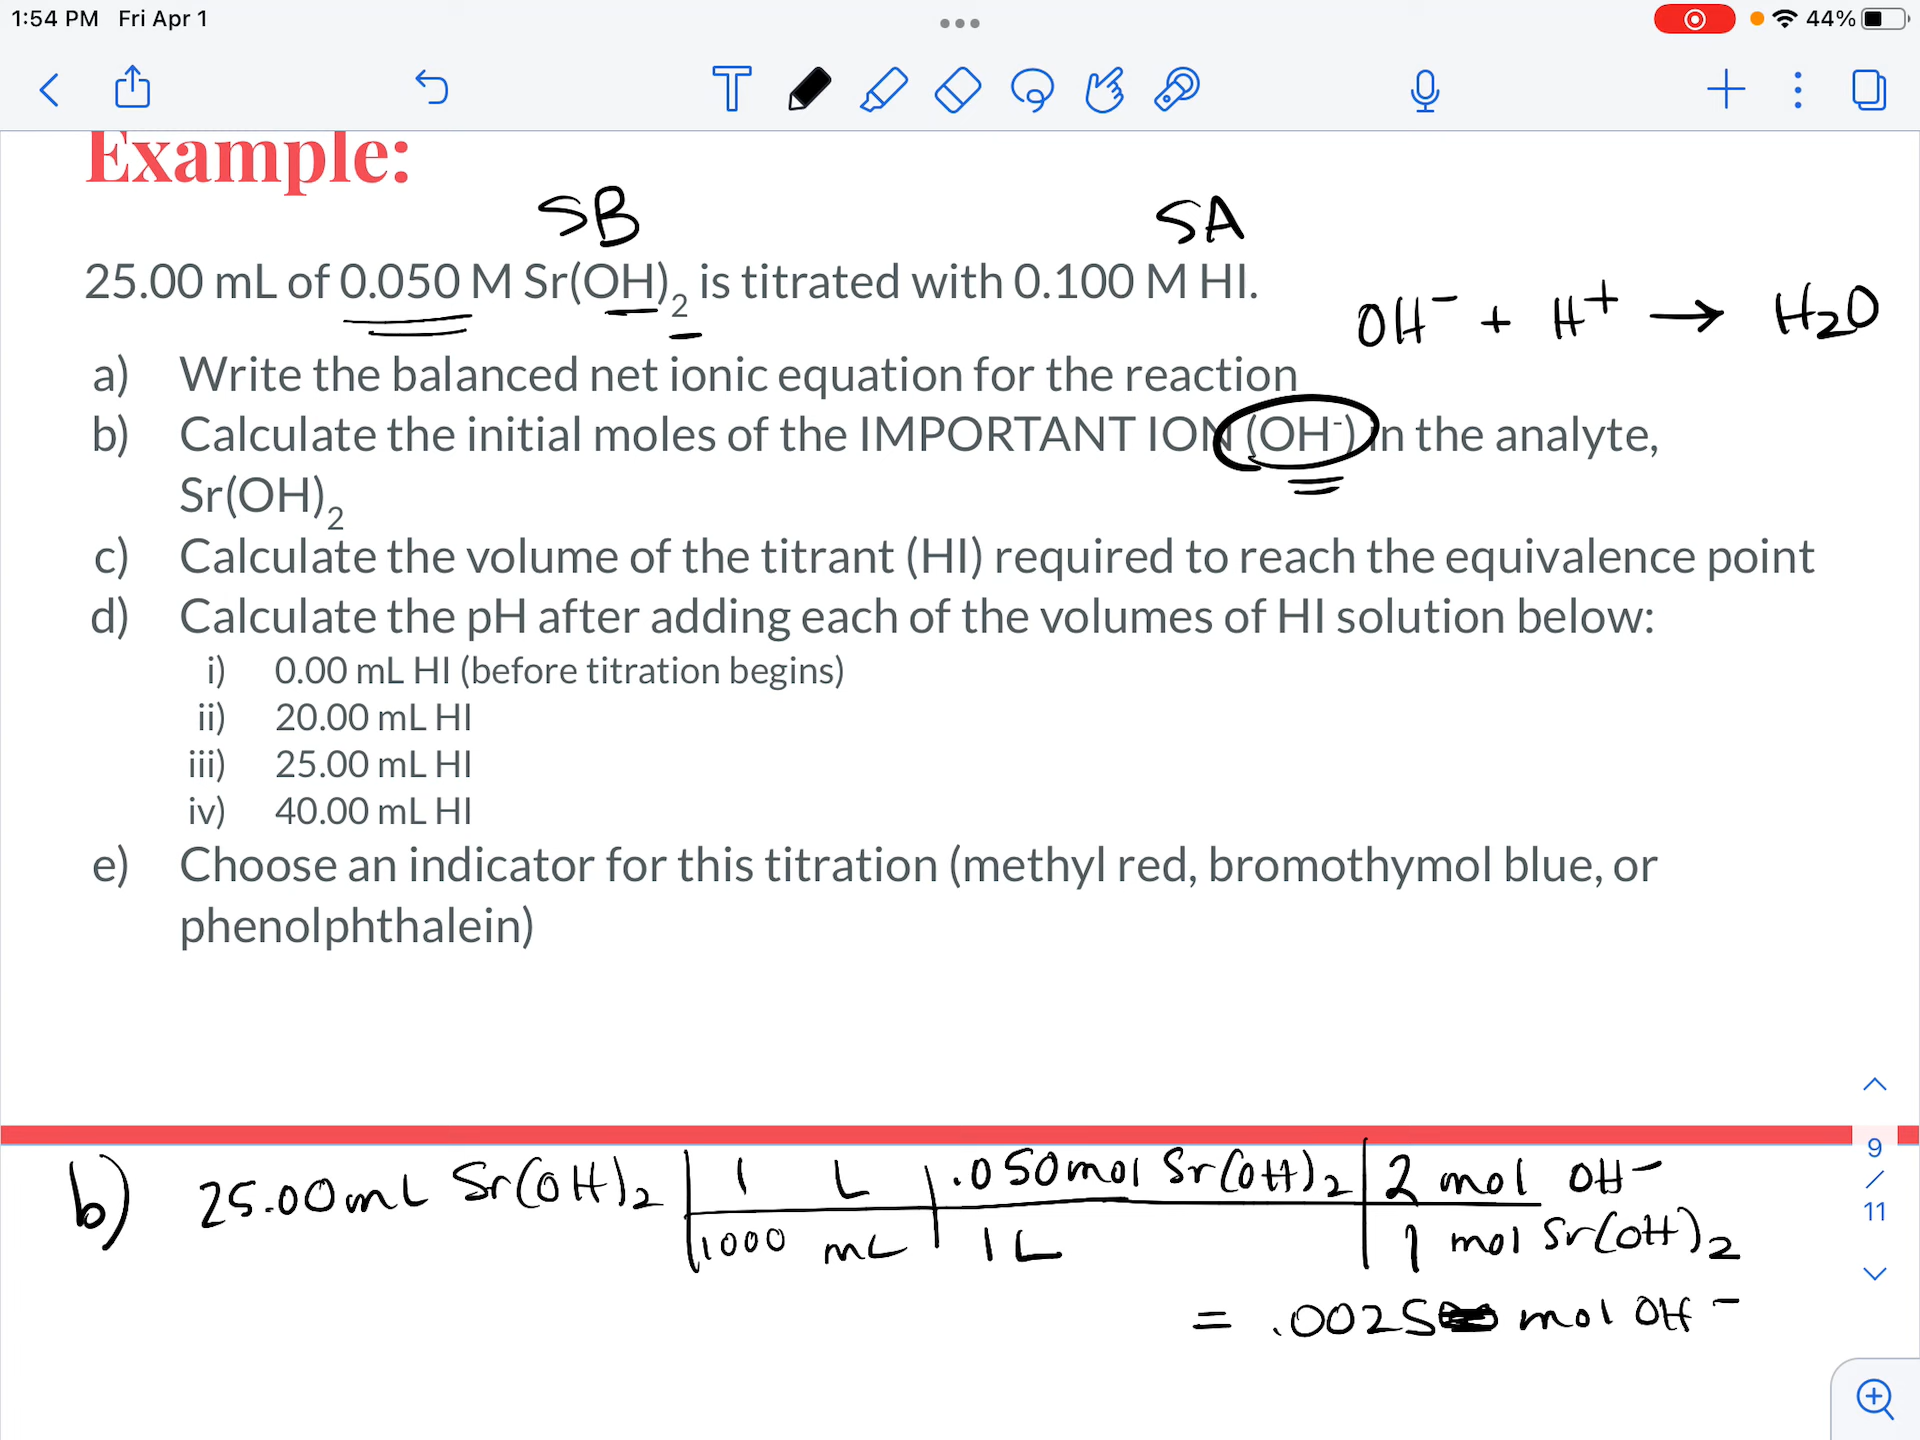 1:54 PM Fri Apr 1
44%
Example:
SB
SA
25.00 mL of 0.050 M Sr(OH)₂ is titrated with 0.100 M HI.
OH⁻ + H⁺ → H₂O
a) Write the balanced net ionic equation for the reaction
b) Calculate the initial moles of the IMPORTANT ION (OH⁻) in the analyte,
Sr(OH)₂
c) Calculate the volume of the titrant (HI) required to reach the equivalence point
d) Calculate the pH after adding each of the volumes of HI solution below:
i) 0.00 mL HI (before titration begins)
ii) 20.00 mL HI
iii) 25.00 mL HI
iv) 40.00 mL HI
e) Choose an indicator for this titration (methyl red, bromothymol blue, or
phenolphthalein)
9
/
11
b) 25.00mL Sr(OH)₂ | 1 L | .050mol Sr(OH)₂ | 2 mol OH⁻
1000 mL | 1 L | 1 mol Sr(OH)₂
= .0025 mol OH⁻